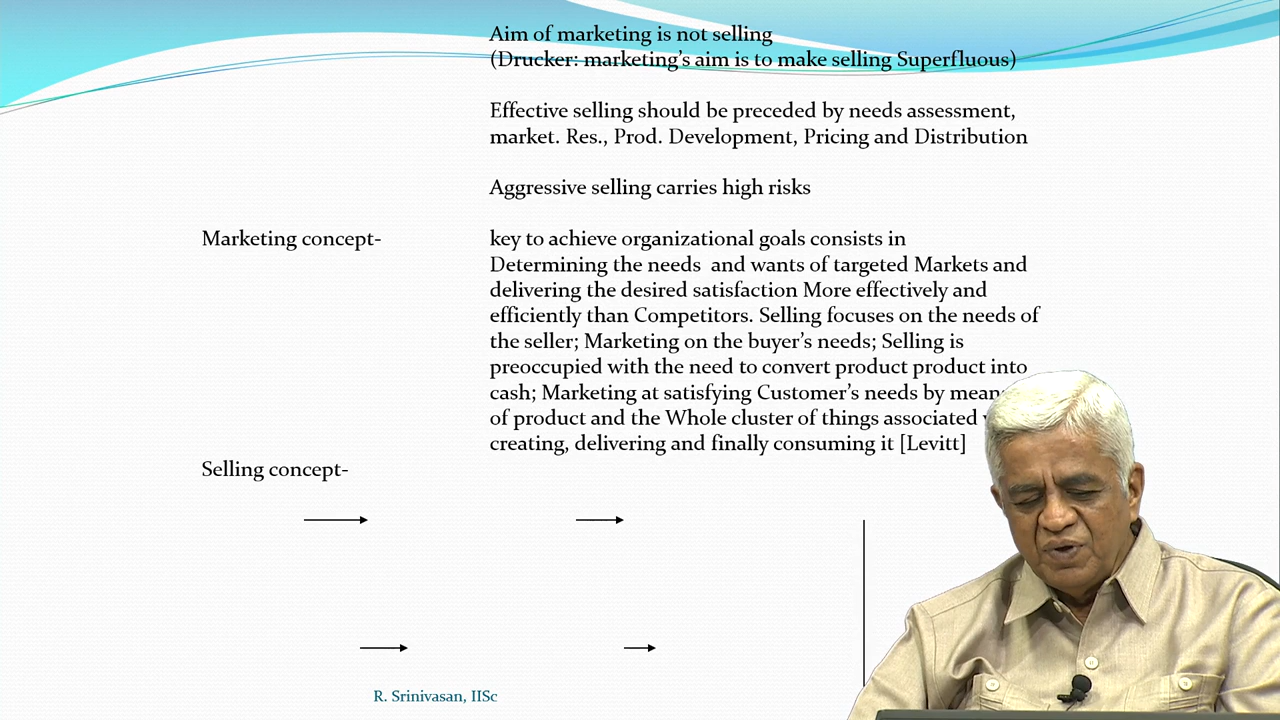 Aim of marketing is not selling
(Drucker: marketing's aim is to make selling Superfluous)
Effective selling should be preceded by needs assessment,
market. Res., Prod. Development, Pricing and Distribution
Aggressive selling carries high risks
Marketing concept-
key to achieve organizational goals consists in
Determining the needs and wants of targeted Markets and
delivering the desired satisfaction More effectively and
efficiently than Competitors. Selling focuses on the needs of
the seller; Marketing on the buyer's needs; Selling is
preoccupied with the need to convert product product into
cash; Marketing at satisfying Customer's needs by
of product and the Whole cluster of things associated
creating, delivering and finally consuming it [Levitt]
Selling concept-
R. Srinivasan, IISc